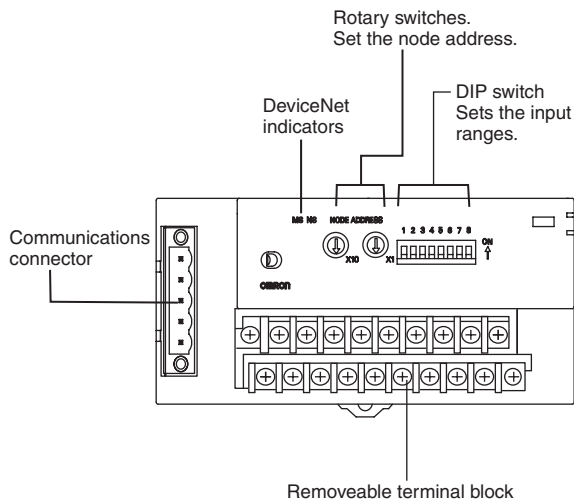 Rotary switches.
Set the node address.
DIP switch
Sets the input
ranges.
DeviceNet
indicators
MS NS NODE ADDRESS
1 2 3 4 5 6 7 8
Communications
connector
ON
X10 X1
OMRON
Removeable terminal block